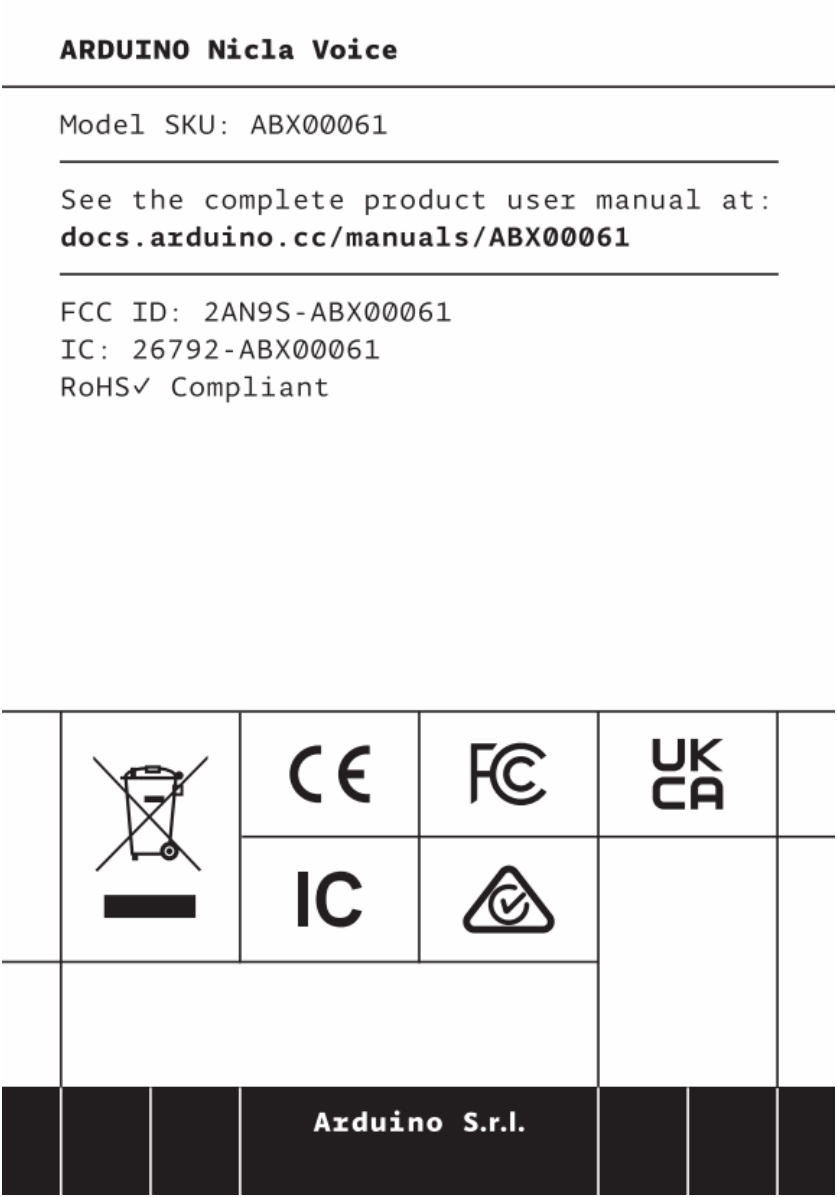 ARDUINO Nicla Voice
Model SKU: ABX00061
See the complete product user manual at:
docs.arduino.cc/manuals/ABX00061
FCC ID: 2AN9S-ABX00061
IC: 26792-ABX00061
RoHS✓ Compliant
CE
FC
UK
CA
IC
Arduino S.r.l.